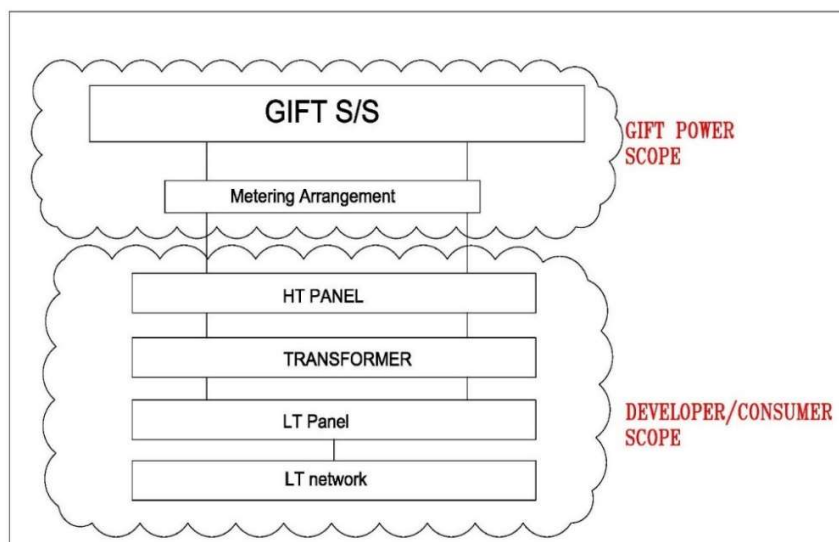 GIFT S/S
GIFT POWER
SCOPE
Metering Arrangement
HT PANEL
TRANSFORMER
LT Panel
DEVELOPER/CONSUMER
SCOPE
LT network